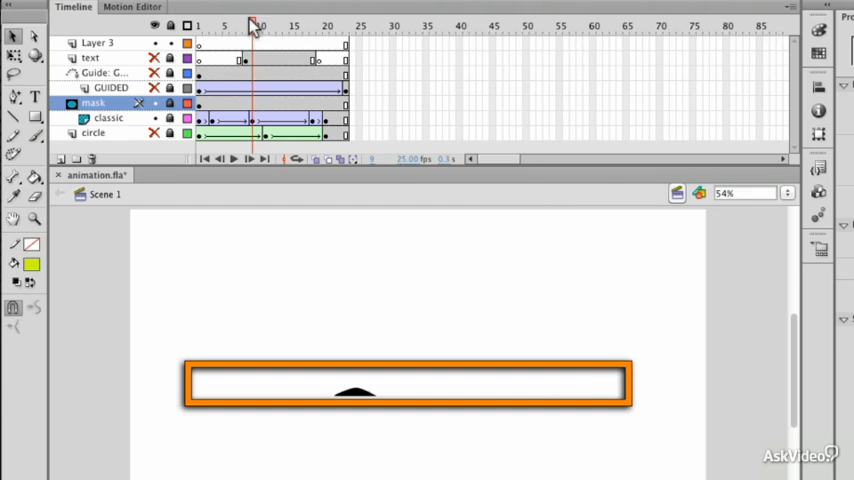 Timeline
Motion Editor
1 5 10 15 20 25 30 35 40 45 50 55 60 65 70 75 80 85
Layer 3
text
Guide: G...
GUIDED
mask
classic
circle
9 25.00 fps 0.3 s
animation.fla*
Scene 1
54%
AskVideo